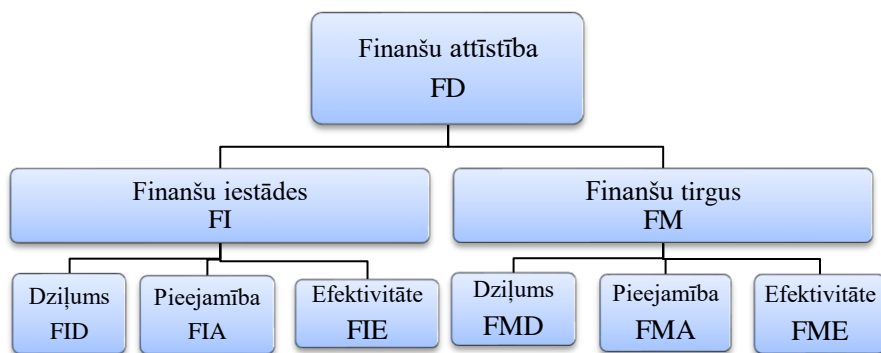 Finanšu attīstība
FD
Finanšu iestādes
FI
Finanšu tirgus
FM
Dziļums
FID
Pieejamība
FIA
Efektivitāte
FIE
Dziļums
FMD
Pieejamība
FMA
Efektivitāte
FME